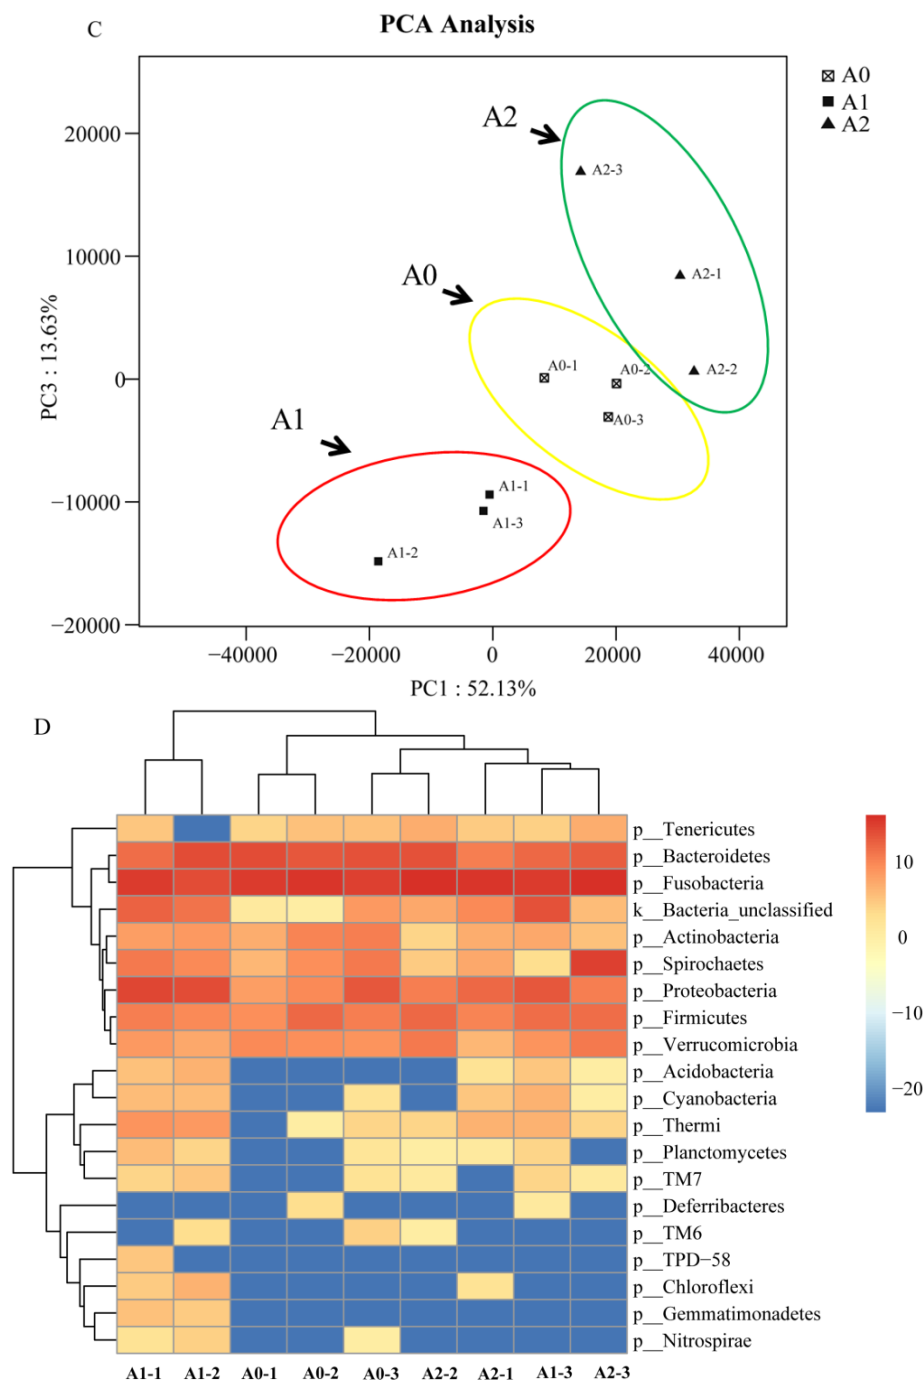 C
PCA Analysis
A0
A1
A2
A2
A2-3
A2-1
A2-2
A0
A0-1
A0-2
A0-3
A1
A1-1
A1-3
A1-2
20000
10000
0
−10000
−20000
PC3 : 13.63%
−40000 −20000 0 20000 40000
PC1 : 52.13%
D
p__Tenericutes
p__Bacteroidetes
p__Fusobacteria
k__Bacteria_unclassified
p__Actinobacteria
p__Spirochaetes
p__Proteobacteria
p__Firmicutes
p__Verrucomicrobia
p__Acidobacteria
p__Cyanobacteria
p__Thermi
p__Planctomycetes
p__TM7
p__Deferribacteres
p__TM6
p__TPD−58
p__Chloroflexi
p__Gemmatimonadetes
p__Nitrospirae
10
0
−10
−20
A1-1 A1-2 A0-1 A0-2 A0-3 A2-2 A2-1 A1-3 A2-3